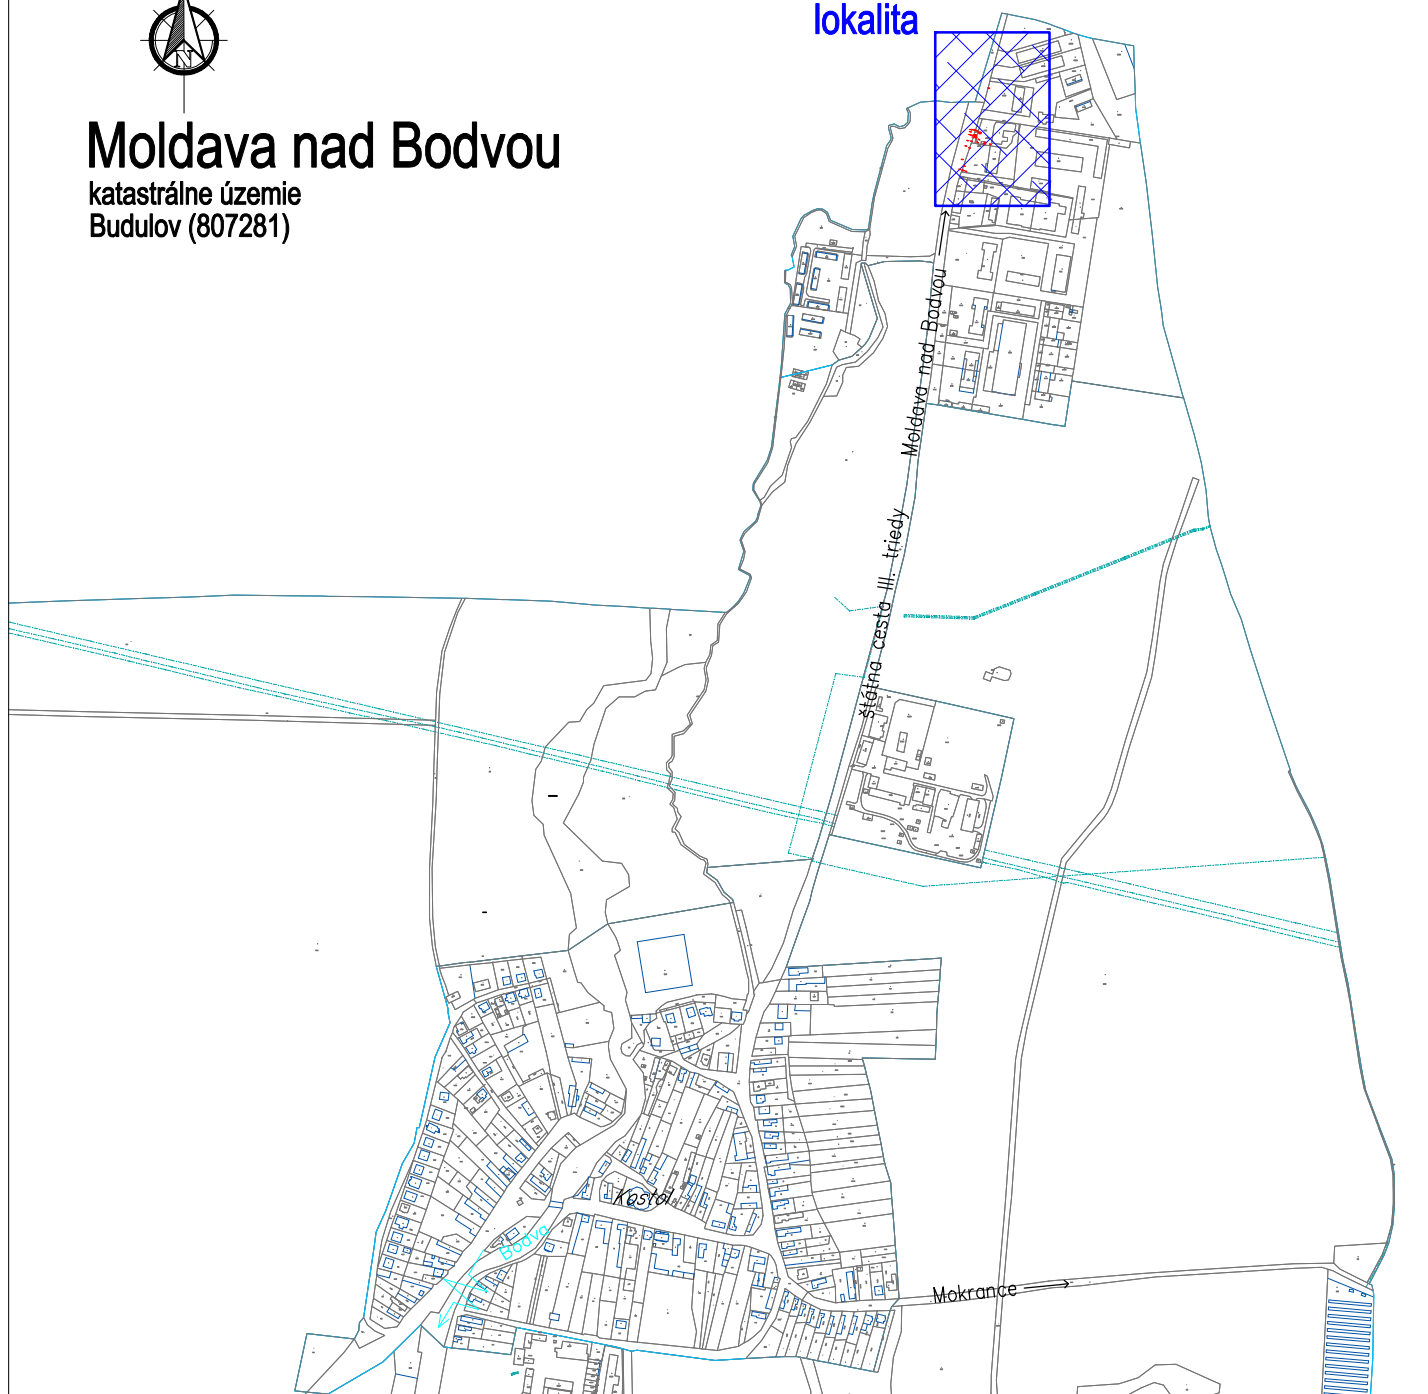 lokalita
N
Moldava nad Bodvou
katastrálne územie
Budulov (807281)
Moldava nad Bodvou
štátna cesta III. triedy
Kostol
Bodva
Mokrance